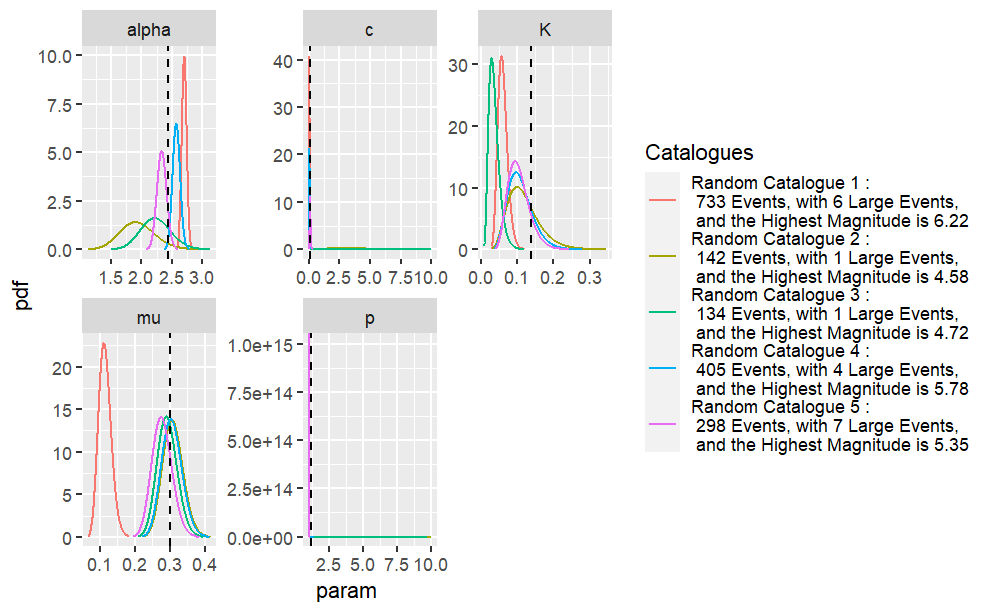 alpha
c
K
10.0
7.5
5.0
2.5
0.0
1.5 2.0 2.5 3.0
40
30
20
10
0
0.0 2.5 5.0 7.5 10.0
30
20
10
0
0.0 0.1 0.2 0.3
pdf
mu
p
20
15
10
5
0
0.1 0.2 0.3 0.4
1.0e+15
7.5e+14
5.0e+14
2.5e+14
0.0e+00
2.5 5.0 7.5 10.0
param
Catalogues
Random Catalogue 1 :
733 Events, with 6 Large Events,
and the Highest Magnitude is 6.22
Random Catalogue 2 :
142 Events, with 1 Large Events,
and the Highest Magnitude is 4.58
Random Catalogue 3 :
134 Events, with 1 Large Events,
and the Highest Magnitude is 4.72
Random Catalogue 4 :
405 Events, with 4 Large Events,
and the Highest Magnitude is 5.78
Random Catalogue 5 :
298 Events, with 7 Large Events,
and the Highest Magnitude is 5.35